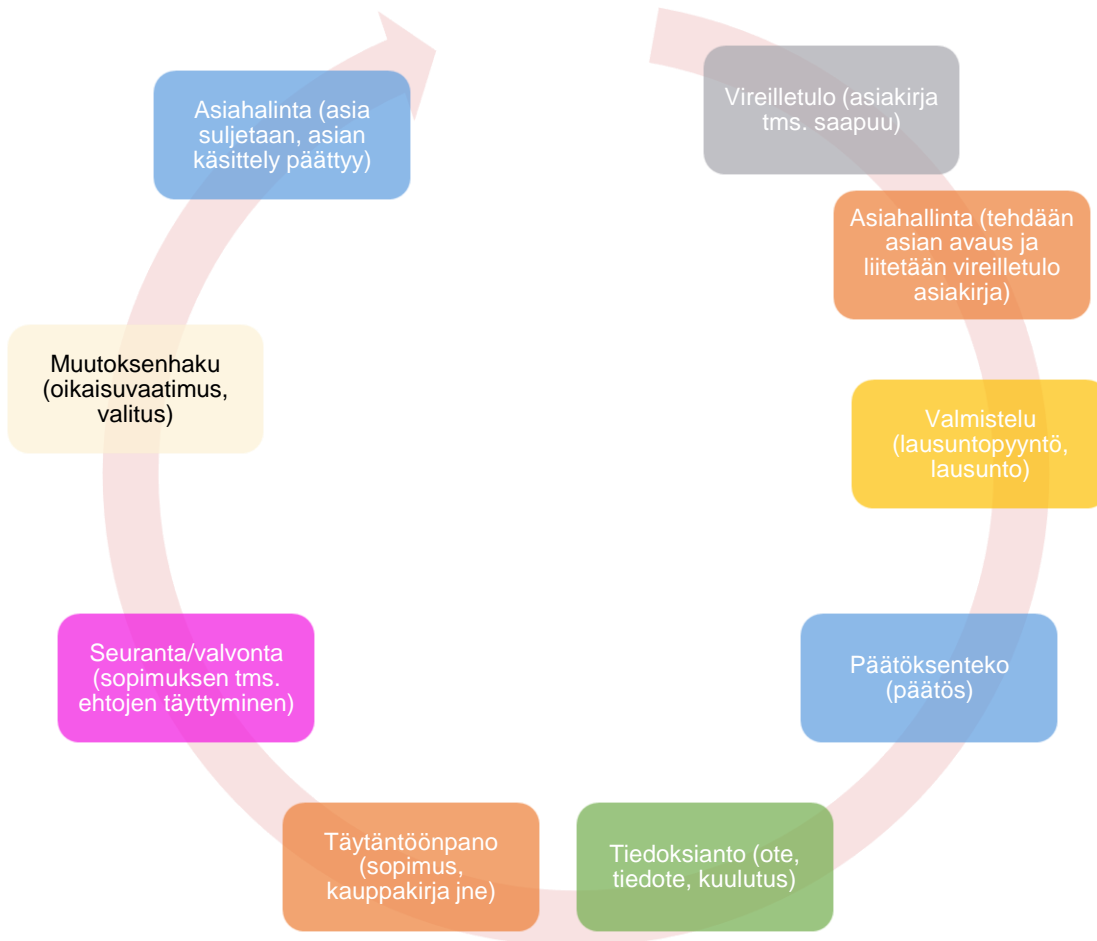 Vireilletulo (asiakirja
tms. saapuu)
Asiahallinta (tehdään
asian avaus ja
liitetään vireilletulo
asiakirja)
Valmistelu
(lausuntopyyntö,
lausunto)
Päätöksenteko
(päätös)
Tiedoksianto (ote,
tiedote, kuulutus)
Täytäntöönpano
(sopimus,
kauppakirja jne)
Seuranta/valvonta
(sopimuksen tms.
ehtojen täyttyminen)
Muutoksenhaku
(oikaisuvaatimus,
valitus)
Asiahalinta (asia
suljetaan, asian
käsittely päättyy)